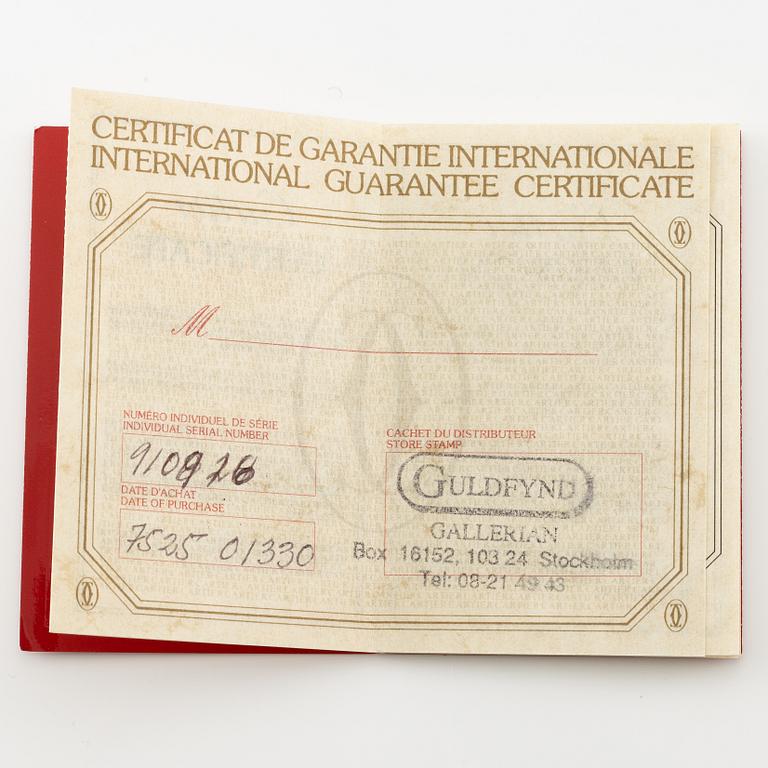 CERTIFICAT DE GARANTIE INTERNATIONALE
INTERNATIONAL GUARANTEE CERTIFICATE
M
NUMÉRO INDIVIDUEL DE SÉRIE
INDIVIDUAL SERIAL NUMBER
910926
DATE D'ACHAT
DATE OF PURCHASE
7525 01330
CACHET DU DISTRIBUTEUR
STORE STAMP
GULDFYND
GALLERIAN
Box 16152, 103 24 Stockholm
Tel: 08-21 49 43